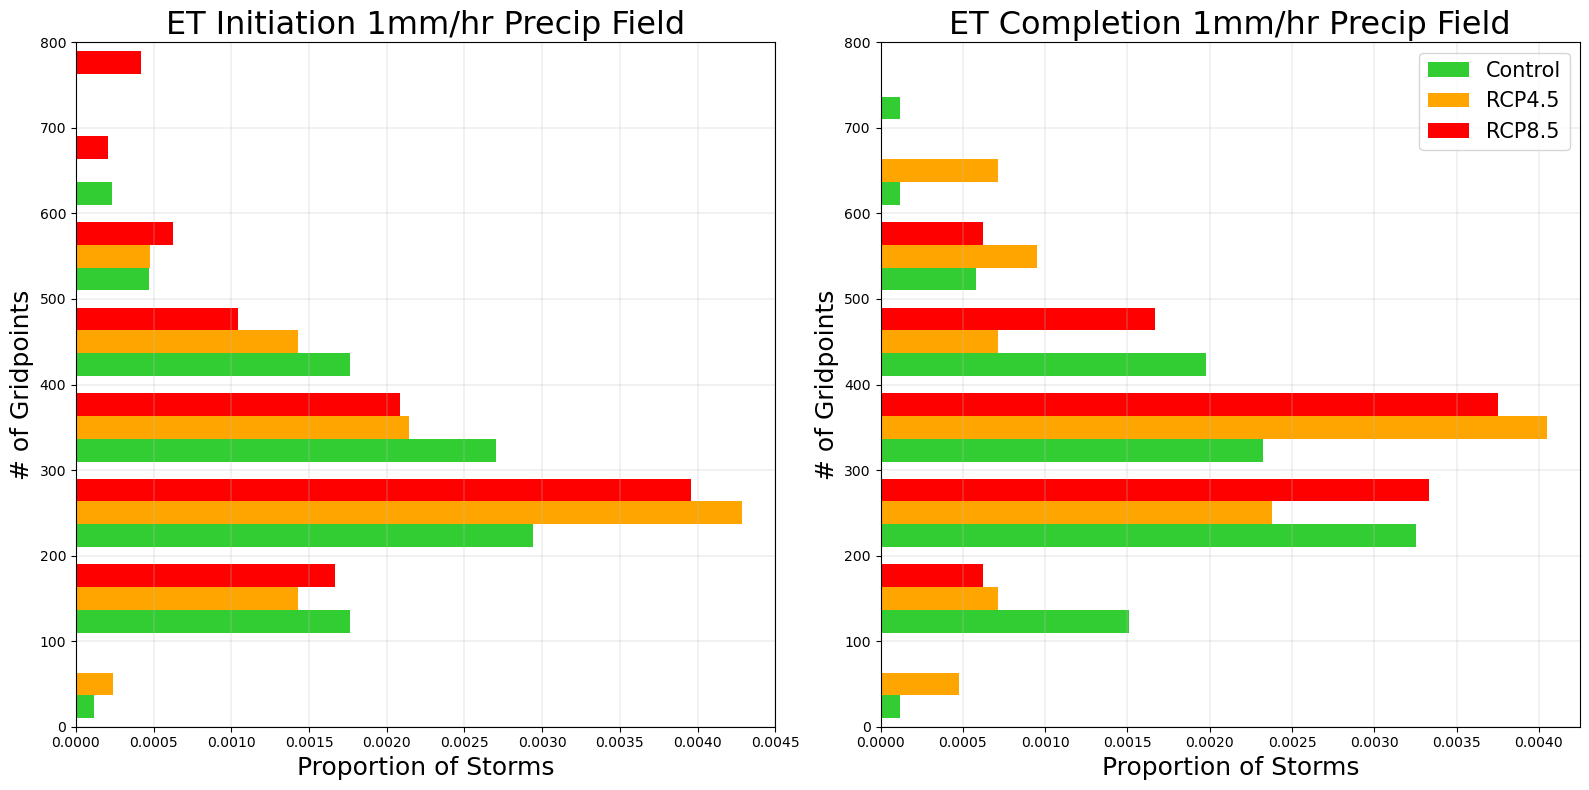 ET Initiation 1mm/hr Precip Field
800
700
600
500
400
300
200
100
0
# of Gridpoints
0.0000 0.0005 0.0010 0.0015 0.0020 0.0025 0.0030 0.0035 0.0040 0.0045
Proportion of Storms
ET Completion 1mm/hr Precip Field
Control
RCP4.5
RCP8.5
800
700
600
500
400
300
200
100
0
# of Gridpoints
0.0000 0.0005 0.0010 0.0015 0.0020 0.0025 0.0030 0.0035 0.0040
Proportion of Storms